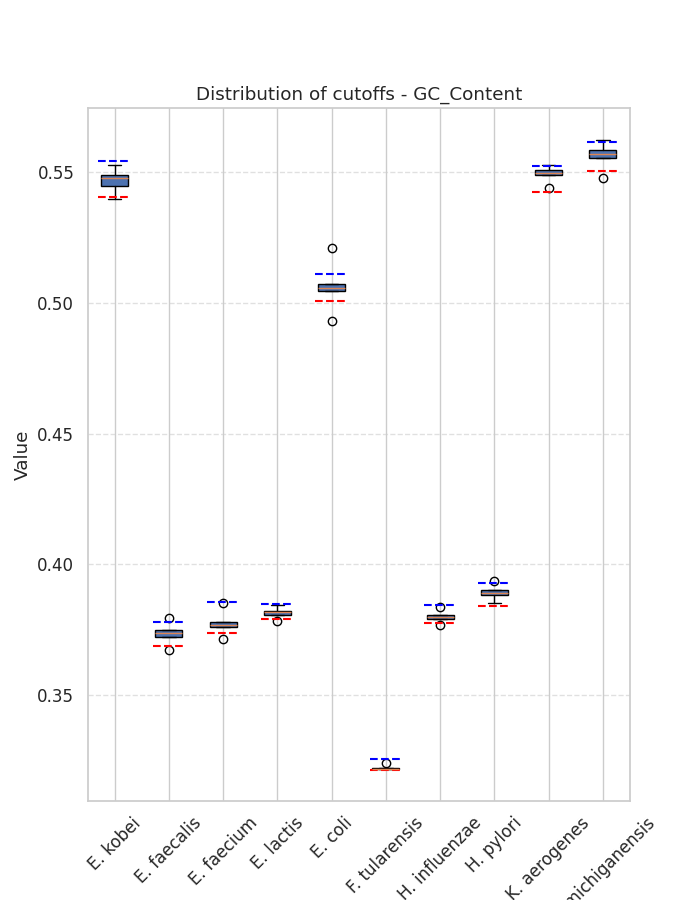 Distribution of cutoffs - GC_Content
0.55
0.50
0.45
0.40
0.35
Value
E. kobei
E. faecalis
E. faecium
E. lactis
E. coli
F. tularensis
H. influenzae
H. pylori
K. aerogenes
michiganensis